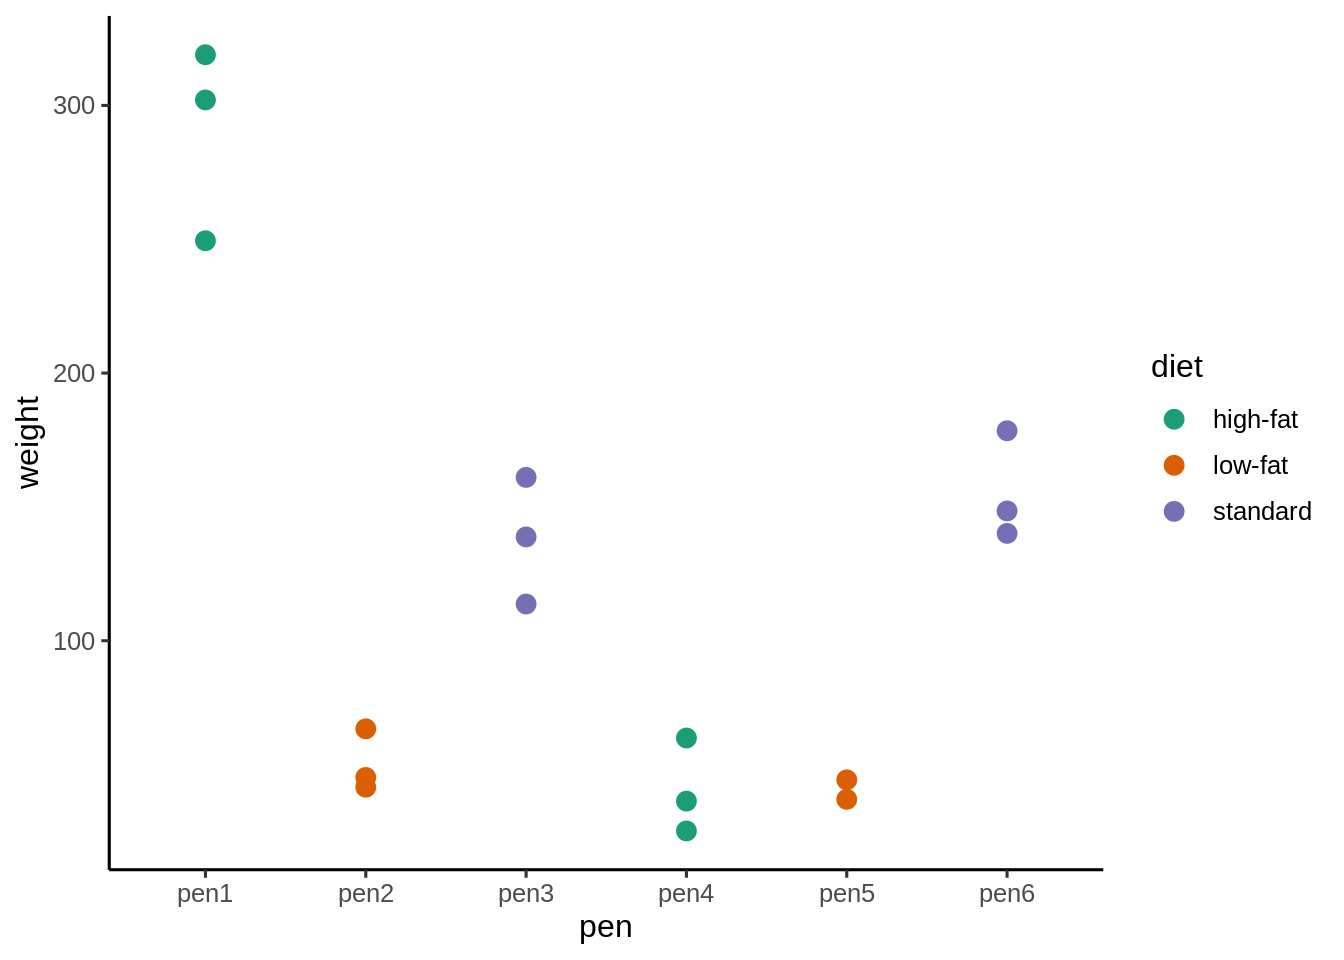 weight
300
200
100
pen1 pen2 pen3 pen4 pen5 pen6
pen
diet
high-fat
low-fat
standard